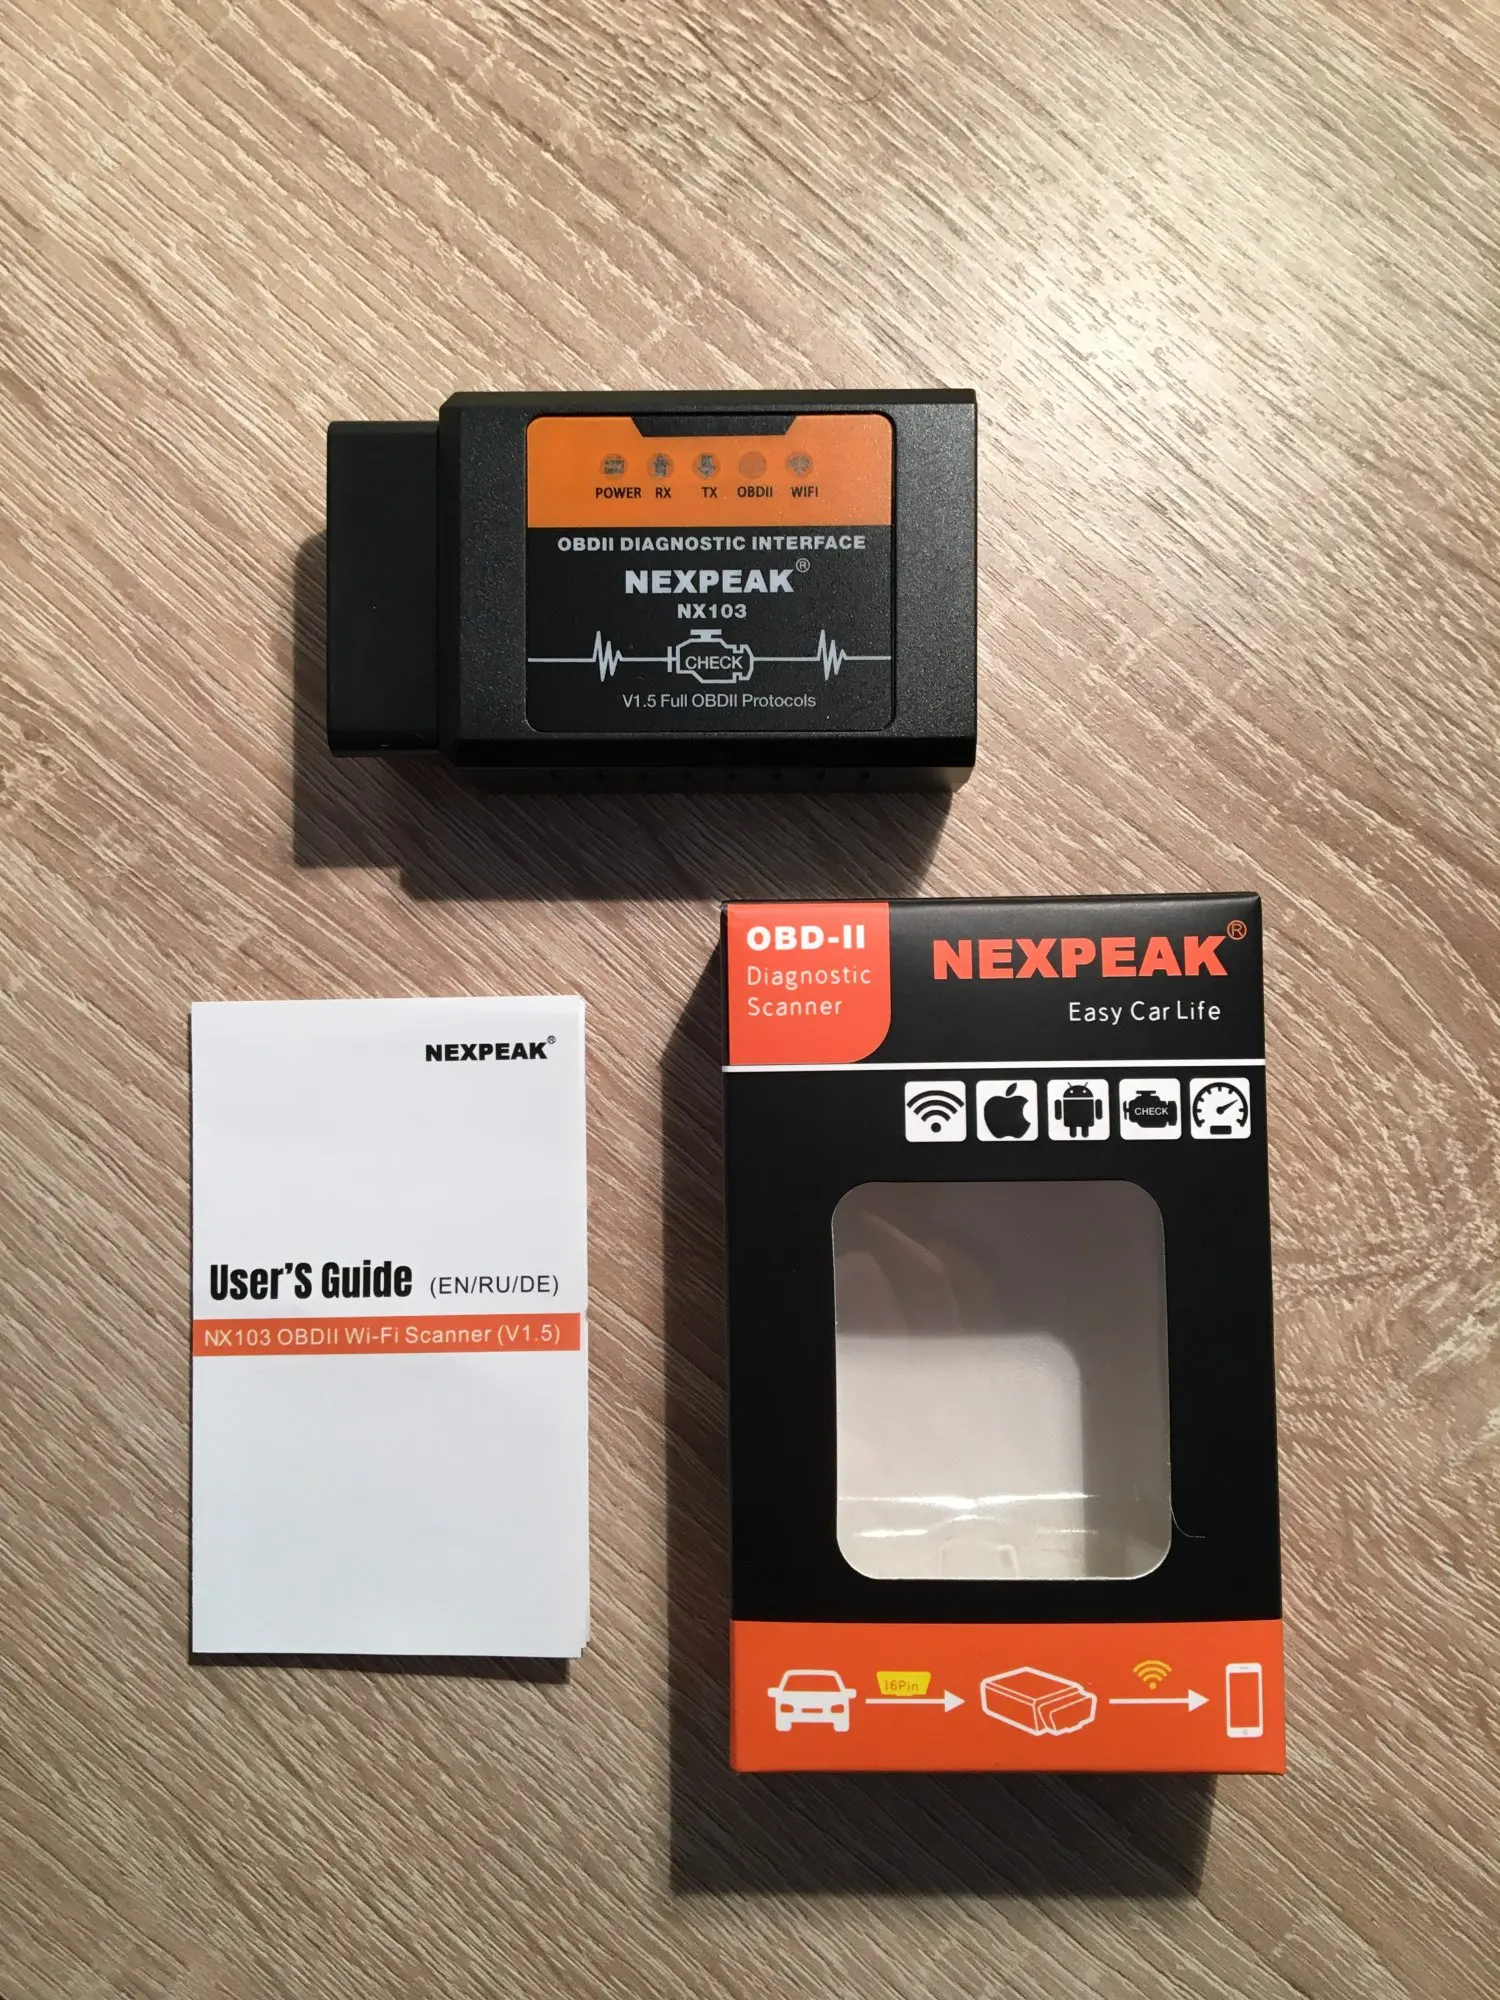 POWER RX TX OBDII WIFI
OBDII DIAGNOSTIC INTERFACE
NEXPEAK®
NX103
CHECK
V1.5 Full OBDII Protocols
OBD-II
Diagnostic
Scanner
NEXPEAK®
Easy Car Life
CHECK
16Pin
NEXPEAK®
User'S Guide (EN/RU/DE)
NX103 OBDII Wi-Fi Scanner (V1.5)